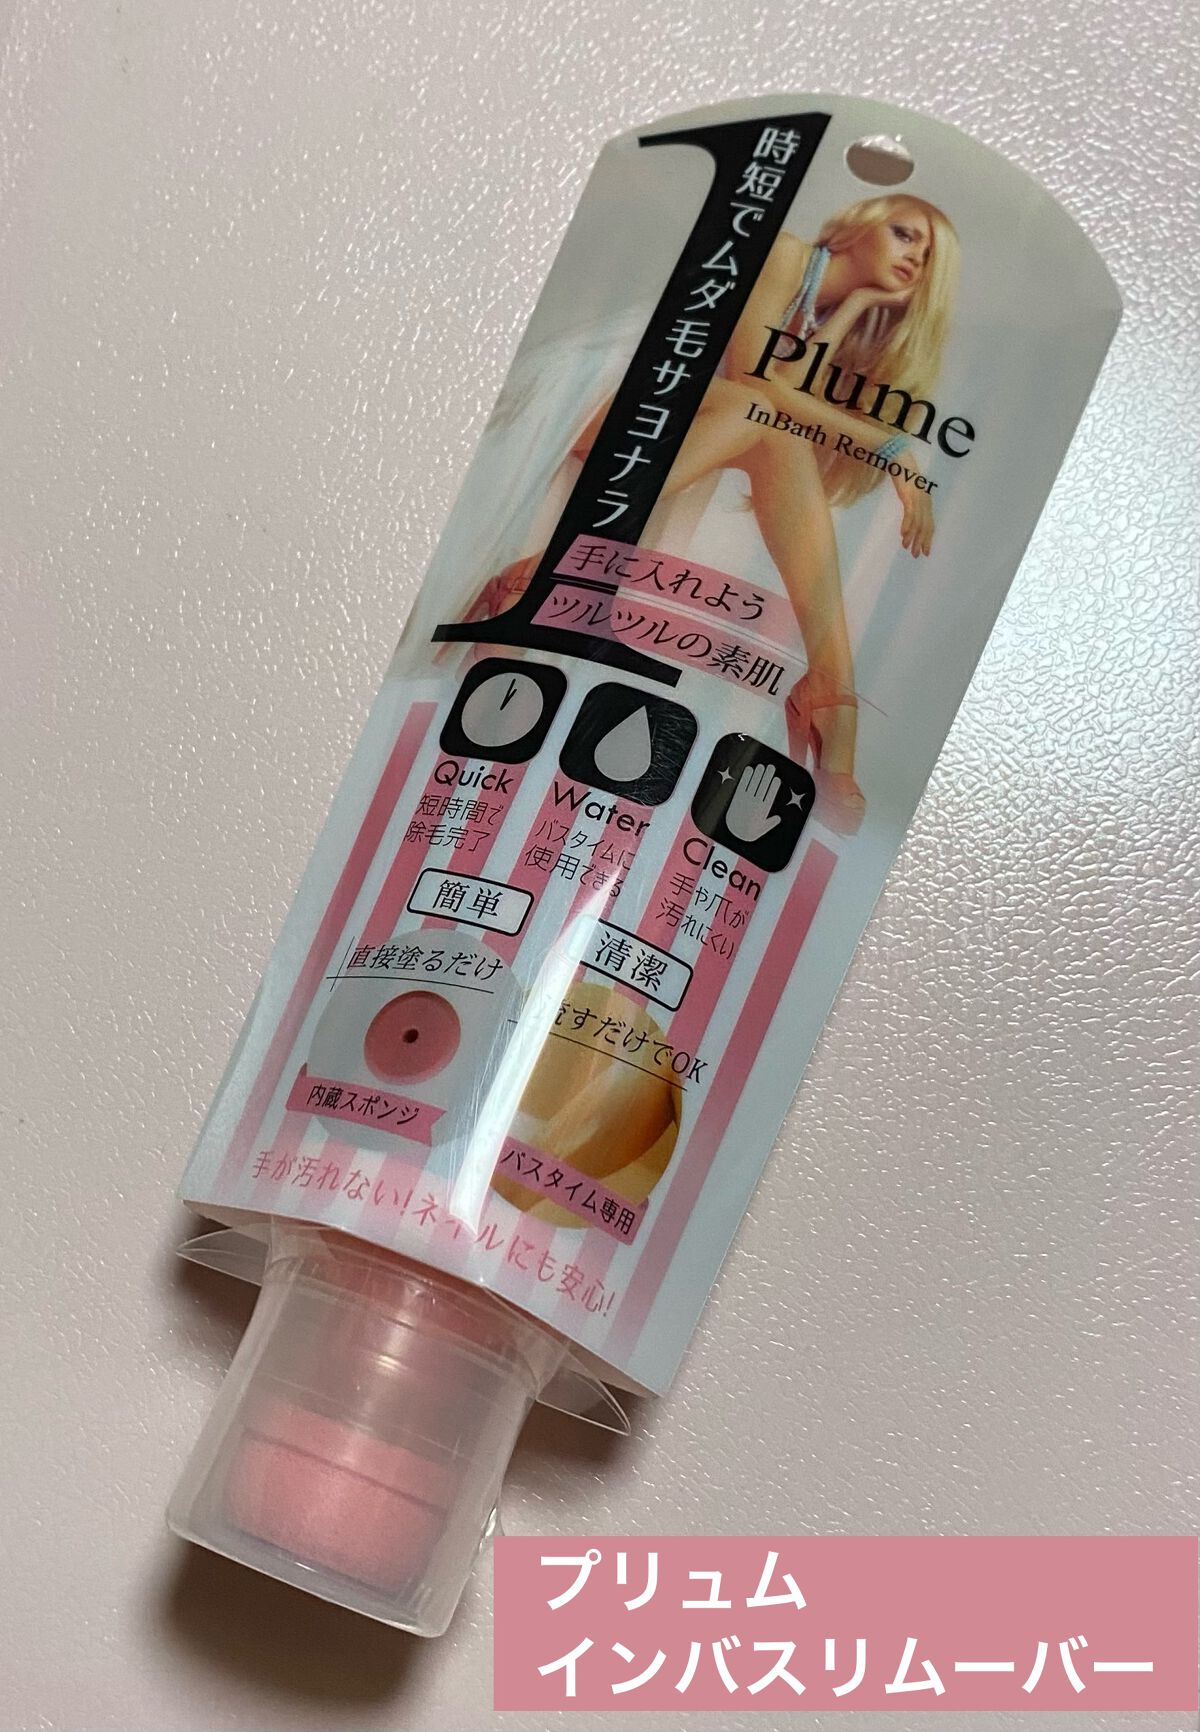 時短でムダ毛サヨナラ
Plume
InBath Remover
手に入れよう
ツルツルの素肌
Quick
短時間で
除毛完了
Water
バスタイムに
使用できる
Clean
手や爪が
汚れにくい
簡単
直接塗るだけ
内蔵スポンジ
清潔
流すだけでOK
バスタイム専用
手が汚れない!ネイルにも安心!
プリュム
インバスリムーバー